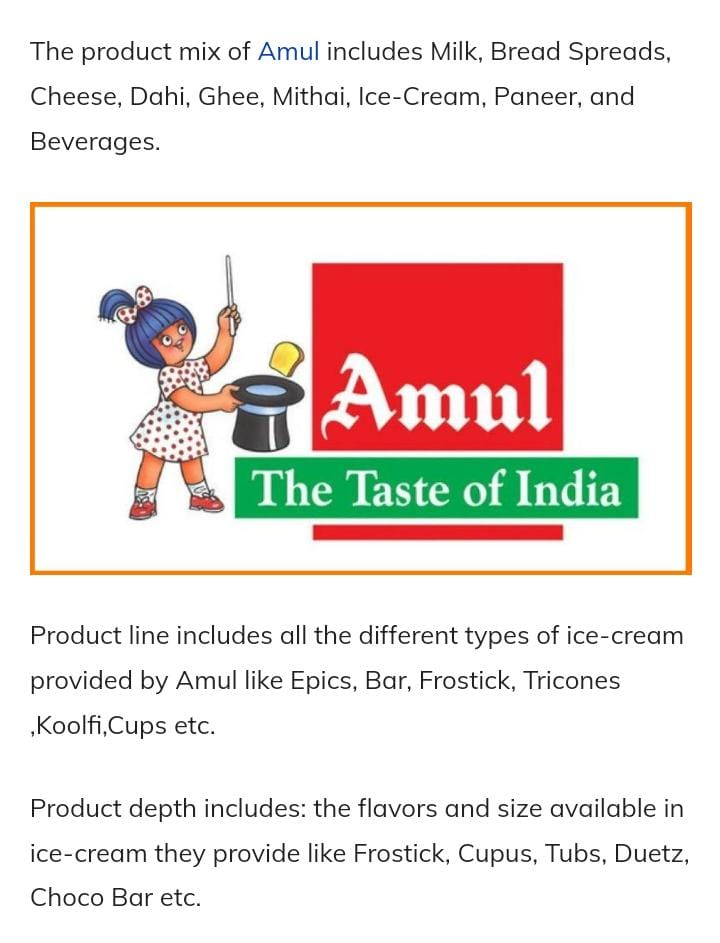 The product mix of Amul includes Milk, Bread Spreads,
Cheese, Dahi, Ghee, Mithai, Ice-Cream, Paneer, and
Beverages.
Amul
The Taste of India
Product line includes all the different types of ice-cream
provided by Amul like Epics, Bar, Frostick, Tricones
,Koolfi,Cups etc.
Product depth includes: the flavors and size available in
ice-cream they provide like Frostick, Cupus, Tubs, Duetz,
Choco Bar etc.